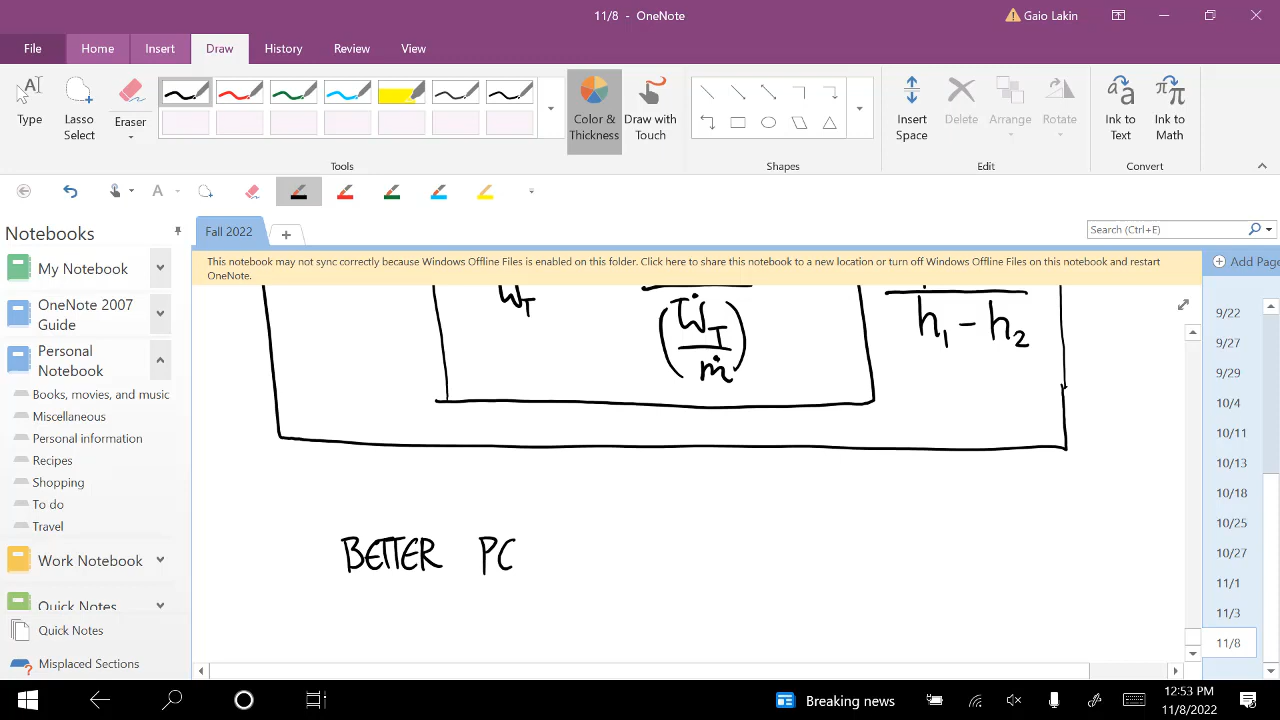 11/8 - OneNote
Gaio Lakin
File Home Insert Draw History Review View
Type
Lasso Select
Eraser
Color & Thickness
Draw with Touch
Insert Space
Delete
Arrange
Rotate
Ink to Text
Ink to Math
Tools
Shapes
Edit
Convert
Notebooks
Fall 2022
Search (Ctrl+E)
This notebook may not sync correctly because Windows Offline Files is enabled on this folder. Click here to share this notebook to a new location or turn off Windows Offline Files on this notebook and restart
OneNote.
Add Page
My Notebook
OneNote 2007
Guide
Personal
Notebook
Books, movies, and music
Miscellaneous
Personal information
Recipes
Shopping
To do
Travel
Work Notebook
Quick Notes
Quick Notes
Misplaced Sections
ẆT
(ẆT / ṁ)
h₁ - h₂
BETTER PC
9/22
9/27
9/29
10/4
10/11
10/13
10/18
10/25
10/27
11/1
11/3
11/8
Breaking news
12:53 PM
11/8/2022